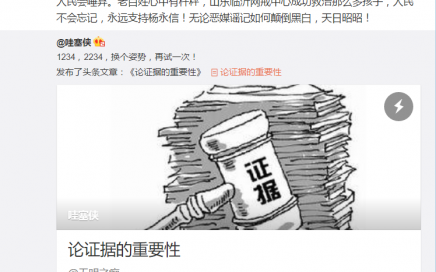 人民会唾弃。老百姓心中有杆秤，山东临沂网戒中心成功救治那么多孩子，人民
不会忘记，永远支持杨永信！无论恶媒谣记如何颠倒黑白，天日昭昭！
@哇塞侠
1234，2234，换个姿势，再试一次！
发布了头条文章：《论证据的重要性》 论证据的重要性
证据
哇塞侠
论证据的重要性